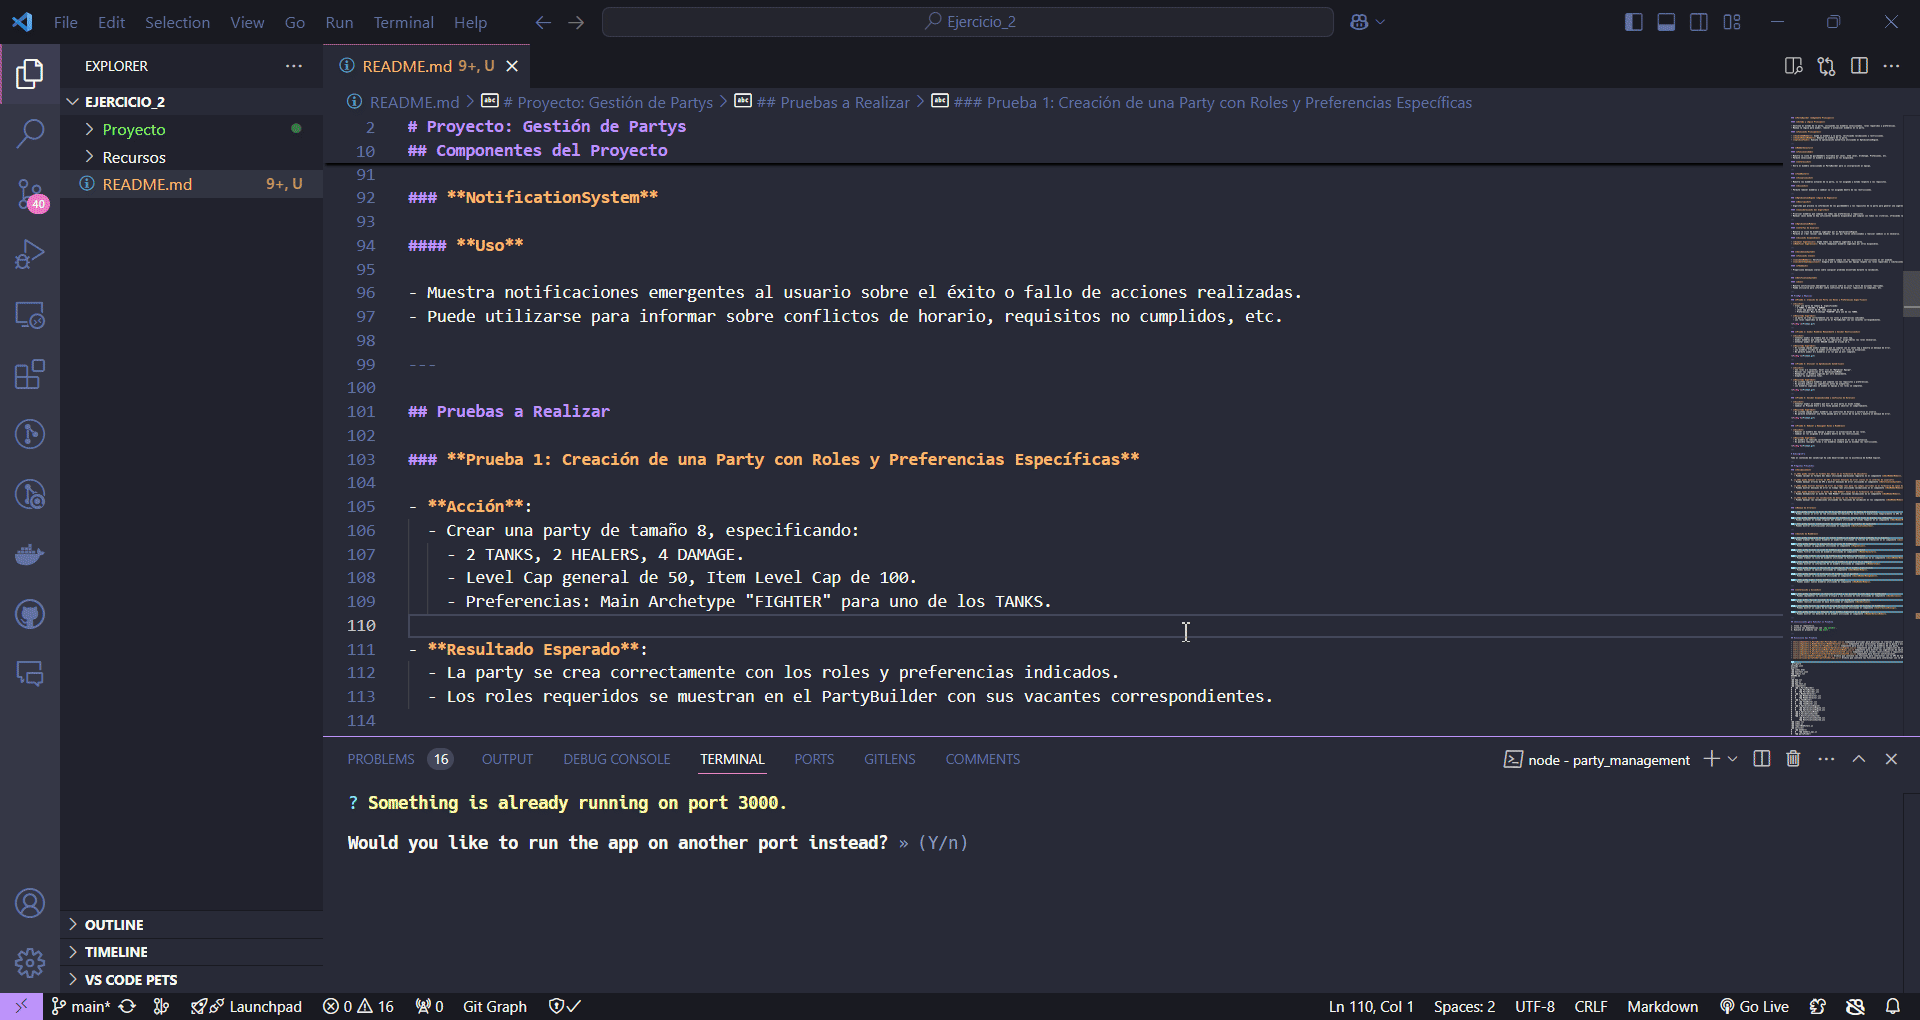 File Edit Selection View Go Run Terminal Help
Ejercicio_2
EXPLORER
README.md 9+, U
EJERCICIO_2
Proyecto
Recursos
README.md 9+, U
40
README.md > # Proyecto: Gestión de Partys > ## Pruebas a Realizar > ### Prueba 1: Creación de una Party con Roles y Preferencias Específicas
2 # Proyecto: Gestión de Partys
10 ## Componentes del Proyecto
91
92 ### **NotificationSystem**
93
94 #### **Uso**
95
96 - Muestra notificaciones emergentes al usuario sobre el éxito o fallo de acciones realizadas.
97 - Puede utilizarse para informar sobre conflictos de horario, requisitos no cumplidos, etc.
98
99 ---
100
101 ## Pruebas a Realizar
102
103 ### **Prueba 1: Creación de una Party con Roles y Preferencias Específicas**
104
105 - **Acción**:
106 - Crear una party de tamaño 8, especificando:
107 - 2 TANKS, 2 HEALERS, 4 DAMAGE.
108 - Level Cap general de 50, Item Level Cap de 100.
109 - Preferencias: Main Archetype "FIGHTER" para uno de los TANKS.
110
111 - **Resultado Esperado**:
112 - La party se crea correctamente con los roles y preferencias indicados.
113 - Los roles requeridos se muestran en el PartyBuilder con sus vacantes correspondientes.
114
PROBLEMS 16 OUTPUT DEBUG CONSOLE TERMINAL PORTS GITLENS COMMENTS
node - party_management
? Something is already running on port 3000.
Would you like to run the app on another port instead? » (Y/n)
OUTLINE
TIMELINE
VS CODE PETS
main* Launchpad 0 16 0 Git Graph
Ln 110, Col 1 Spaces: 2 UTF-8 CRLF Markdown Go Live